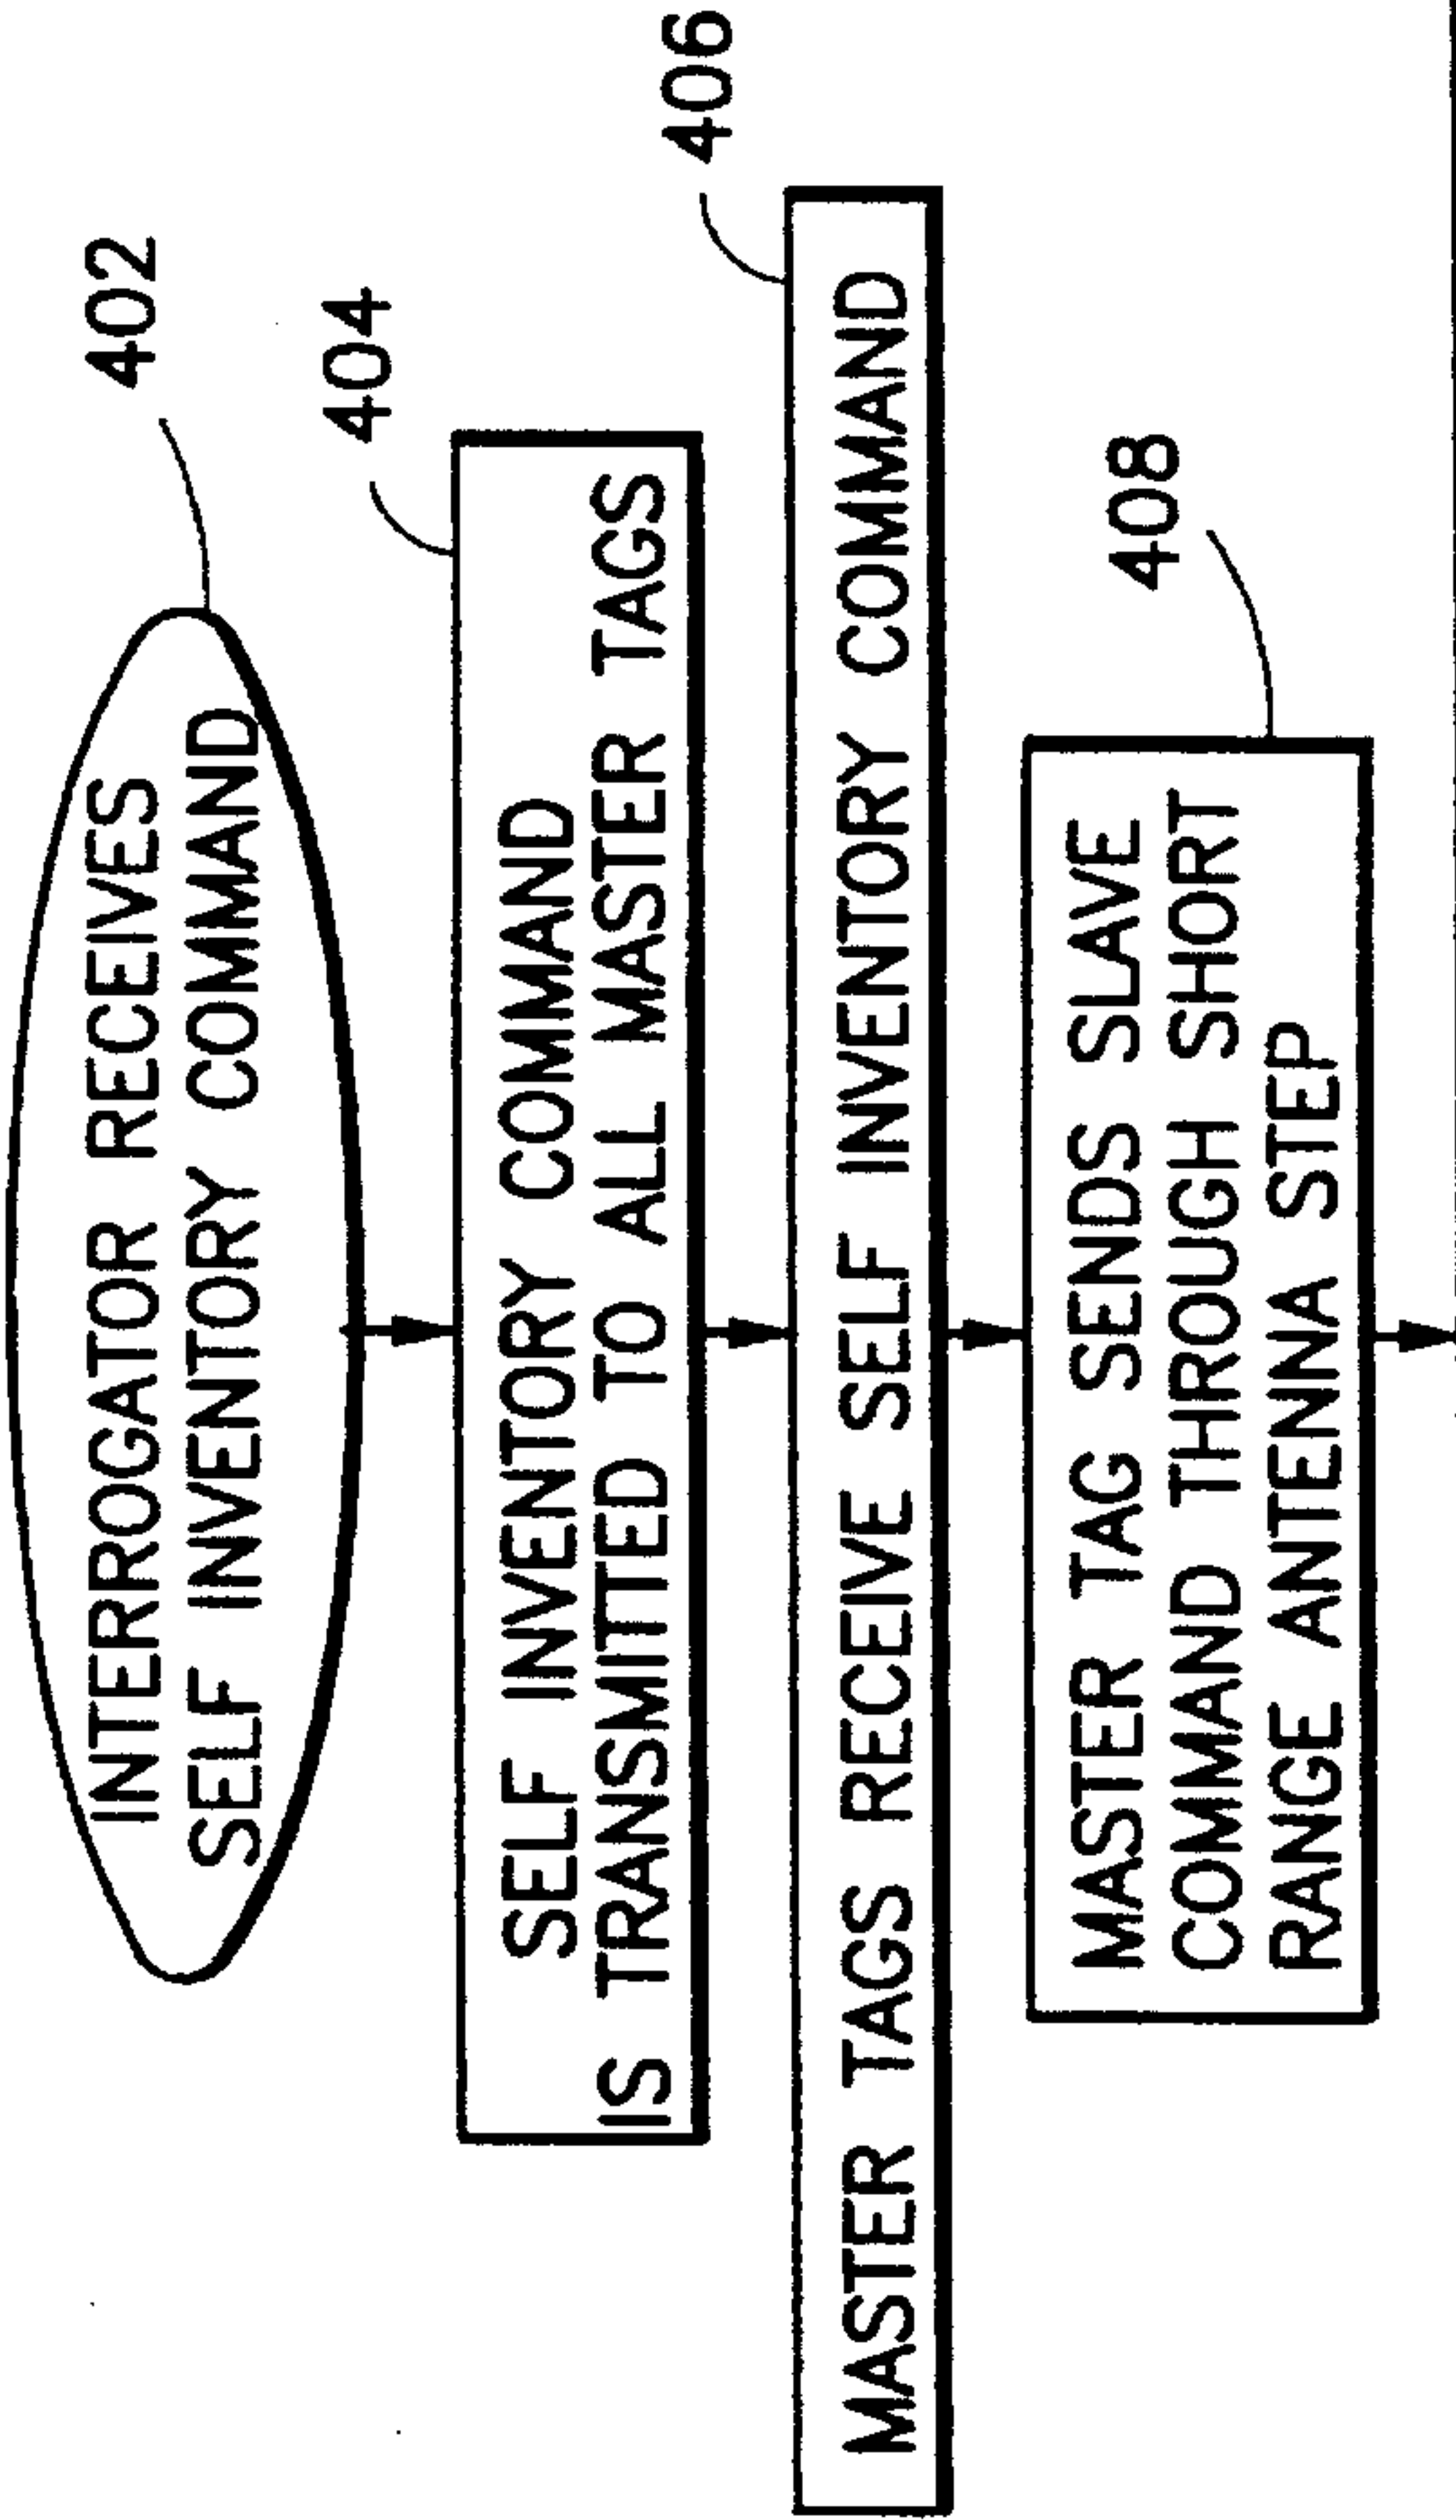 402
INTERROGATOR RECEIVES
SELF INVENTORY COMMAND
404
SELF INVENTORY COMMAND
IS TRANSMITTED TO ALL MASTER TAGS
406
MASTER TAGS RECEIVE SELF INVENTORY COMMAND
408
MASTER TAG SENDS SLAVE
COMMAND THROUGH SHORT
RANGE ANTENNA STEP